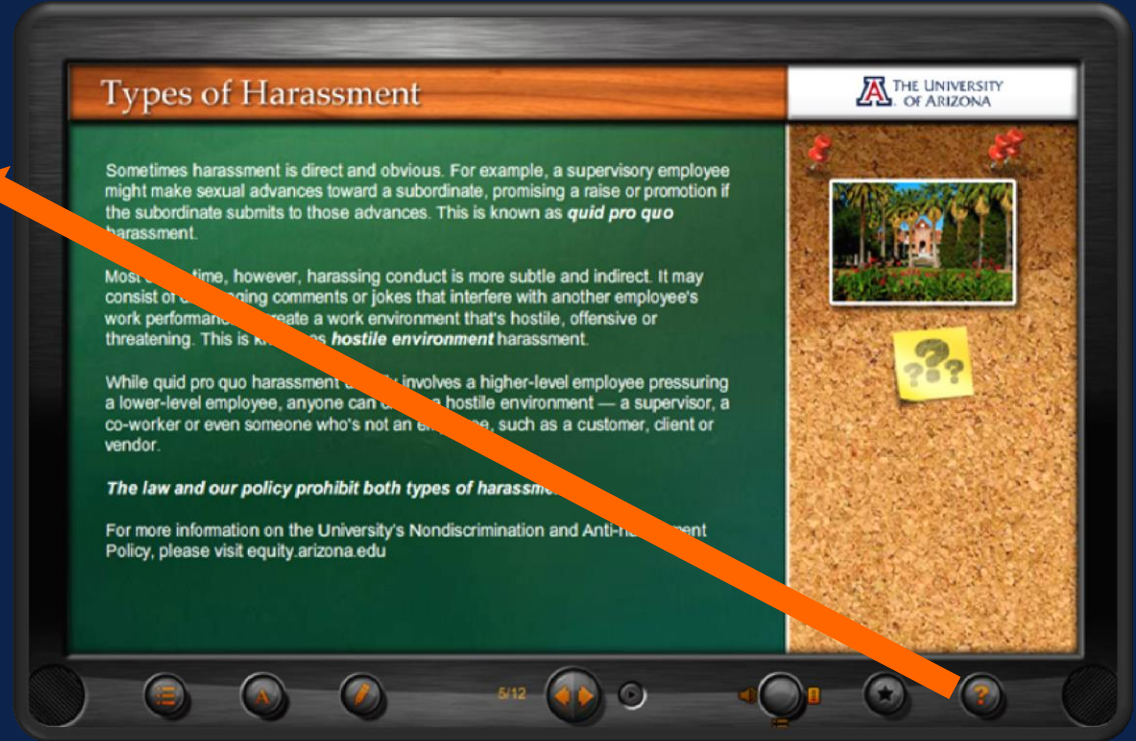 Types of Harassment
THE UNIVERSITY
OF ARIZONA
Sometimes harassment is direct and obvious. For example, a supervisory employee
might make sexual advances toward a subordinate, promising a raise or promotion if
the subordinate submits to those advances. This is known as quid pro quo
harassment.
Most time, however, harassing conduct is more subtle and indirect. It may
consist of comments or jokes that interfere with another employee's
work a work environment that's hostile, offensive or
threatening. This is hostile environment harassment.
While quid pro quo harassment involves a higher-level employee pressuring
a lower-level employee, anyone can hostile environment — a supervisor, a
co-worker or even someone who's not an such as a customer, client or
vendor.
The law and our policy prohibit both types of
For more information on the University's Nondiscrimination and
Policy, please visit equity.arizona.edu
???
A
5/12
?